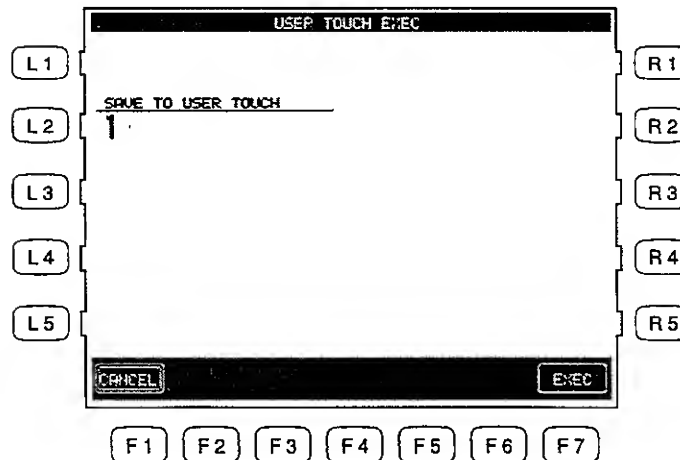 USER TOUCH EXEC
L1 R1
SAVE TO USER TOUCH
L2 1 R2
L3 R3
L4 R4
L5 R5
CANCEL EXEC
F1 F2 F3 F4 F5 F6 F7